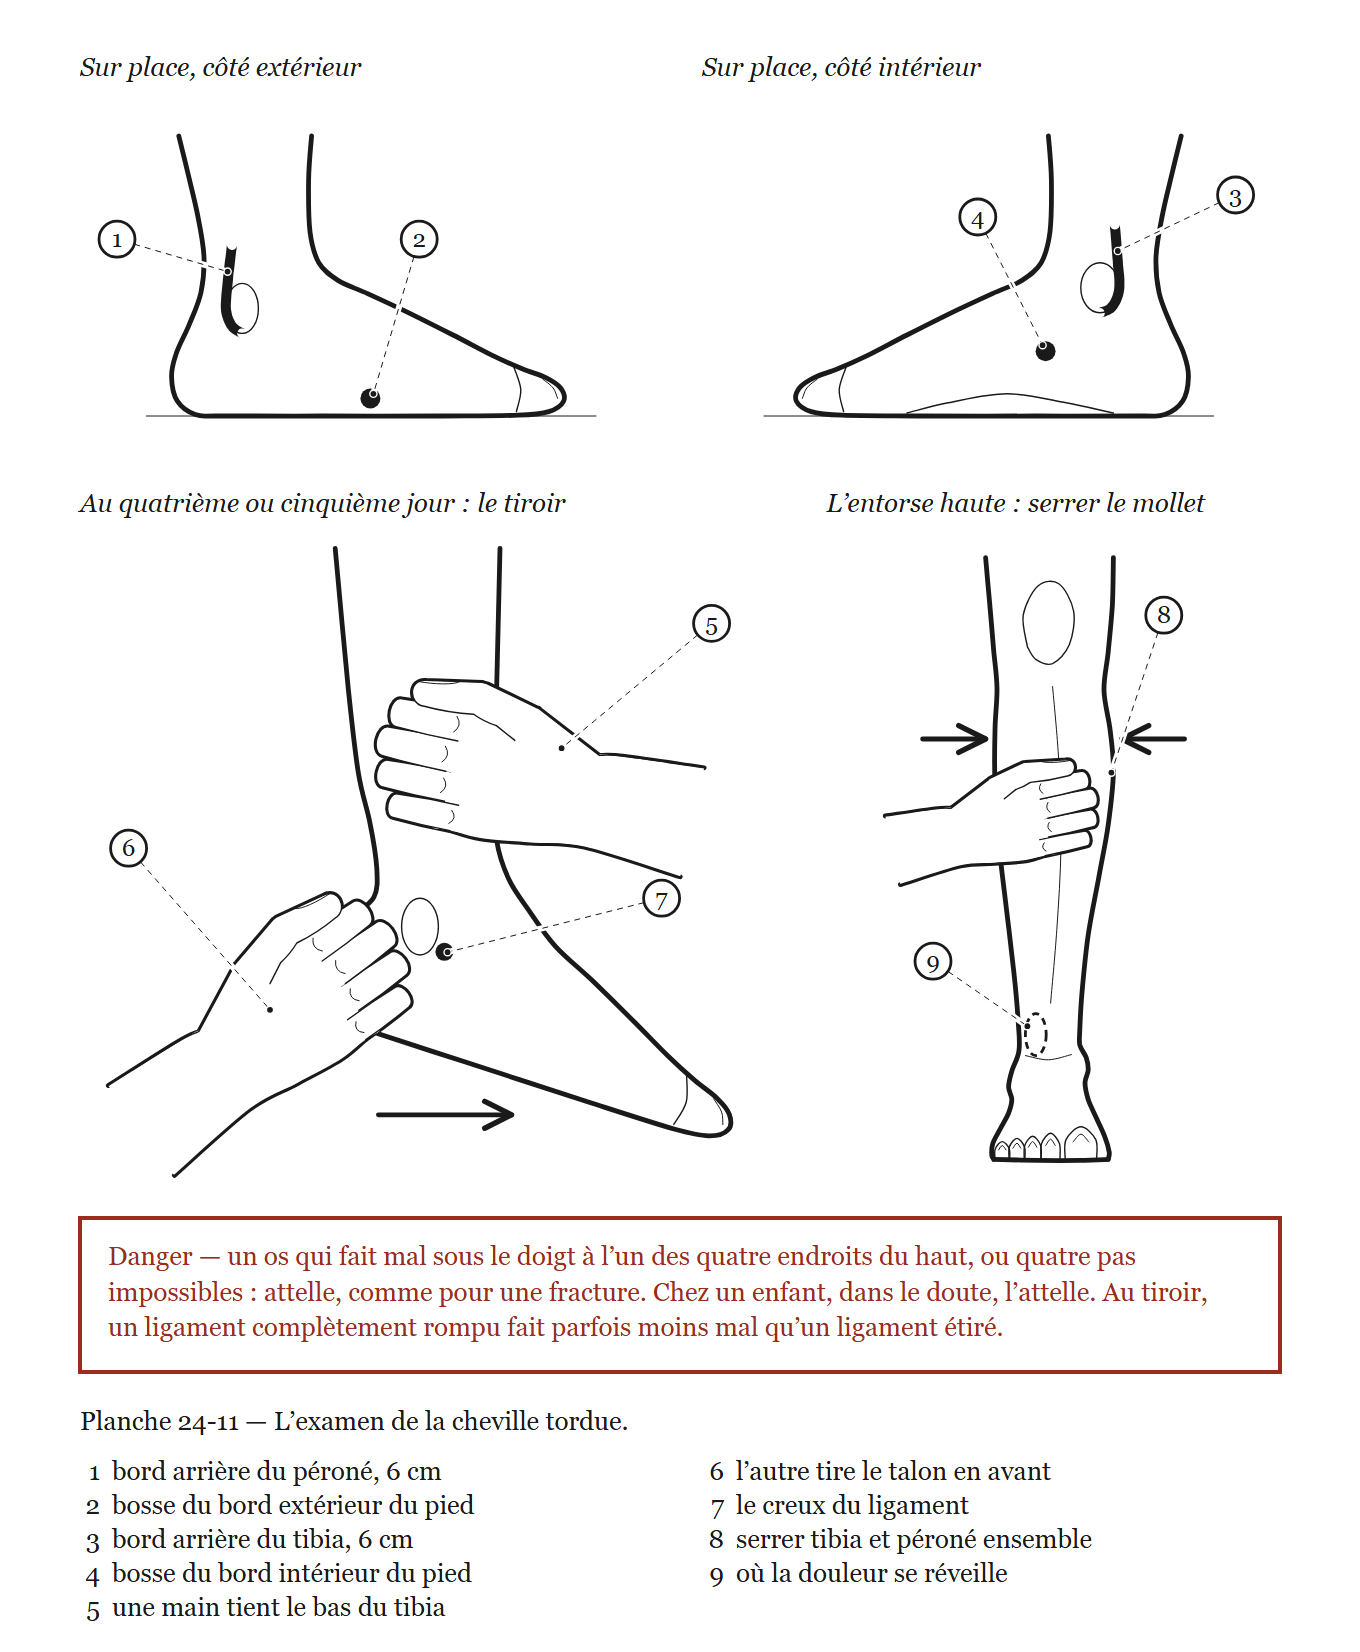 Sur place, côté extérieur
Sur place, côté intérieur
1
2
3
4
Au quatrième ou cinquième jour : le tiroir
L’entorse haute : serrer le mollet
5
6
7
8
9
Danger — un os qui fait mal sous le doigt à l’un des quatre endroits du haut, ou quatre pas
impossibles : attelle, comme pour une fracture. Chez un enfant, dans le doute, l’attelle. Au tiroir,
un ligament complètement rompu fait parfois moins mal qu’un ligament étiré.
Planche 24-11 — L’examen de la cheville tordue.
1 bord arrière du péroné, 6 cm
2 bosse du bord extérieur du pied
3 bord arrière du tibia, 6 cm
4 bosse du bord intérieur du pied
5 une main tient le bas du tibia
6 l’autre tire le talon en avant
7 le creux du ligament
8 serrer tibia et péroné ensemble
9 où la douleur se réveille